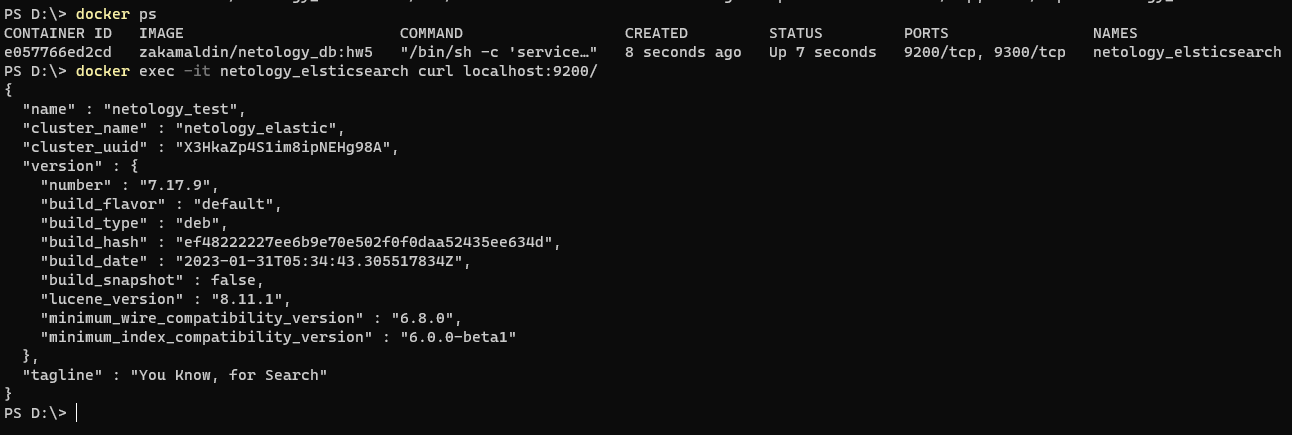 PS D:\> docker ps
CONTAINER ID   IMAGE                        COMMAND                  CREATED         STATUS         PORTS                NAMES
e057766ed2cd   zakamaldin/netology_db:hw5   "/bin/sh -c 'service…"   8 seconds ago   Up 7 seconds   9200/tcp, 9300/tcp   netology_elsticsearch
PS D:\> docker exec -it netology_elsticsearch curl localhost:9200/
{
  "name" : "netology_test",
  "cluster_name" : "netology_elastic",
  "cluster_uuid" : "X3HkaZp4S1im8ipNEHg98A",
  "version" : {
    "number" : "7.17.9",
    "build_flavor" : "default",
    "build_type" : "deb",
    "build_hash" : "ef48222227ee6b9e70e502f0f0daa52435ee634d",
    "build_date" : "2023-01-31T05:34:43.305517834Z",
    "build_snapshot" : false,
    "lucene_version" : "8.11.1",
    "minimum_wire_compatibility_version" : "6.8.0",
    "minimum_index_compatibility_version" : "6.0.0-beta1"
  },
  "tagline" : "You Know, for Search"
}
PS D:\>